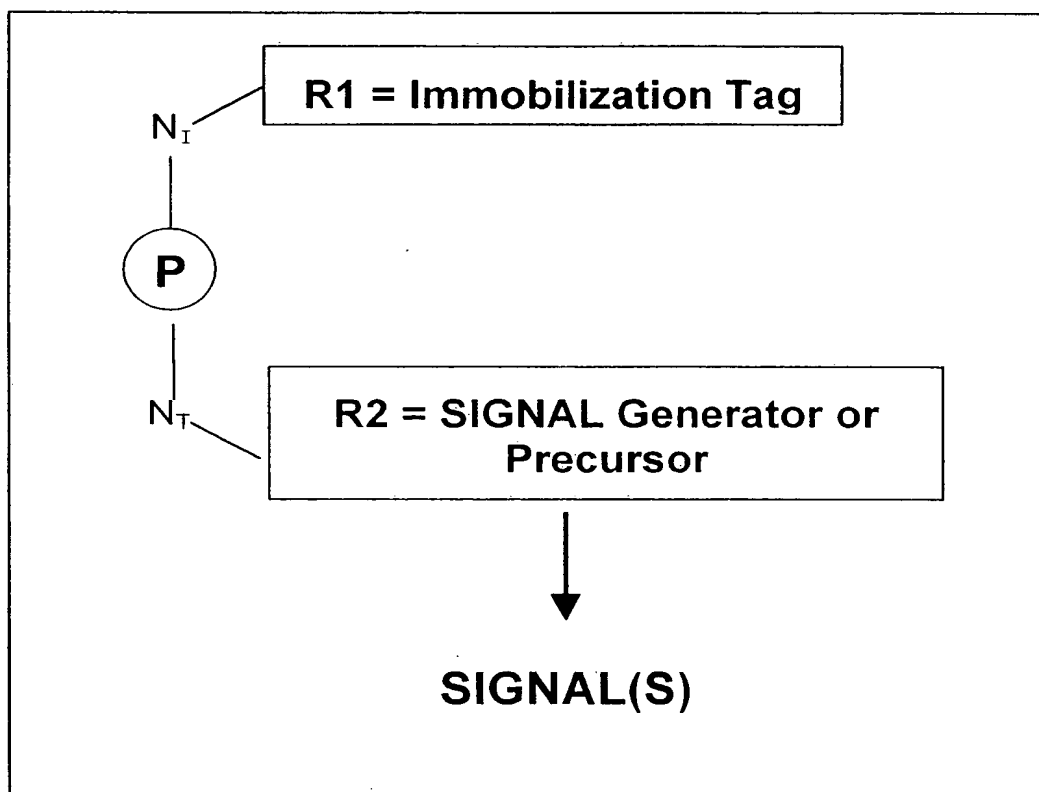 R1 = Immobilization Tag
N_I
P
N_T
R2 = SIGNAL Generator or
Precursor
SIGNAL(S)